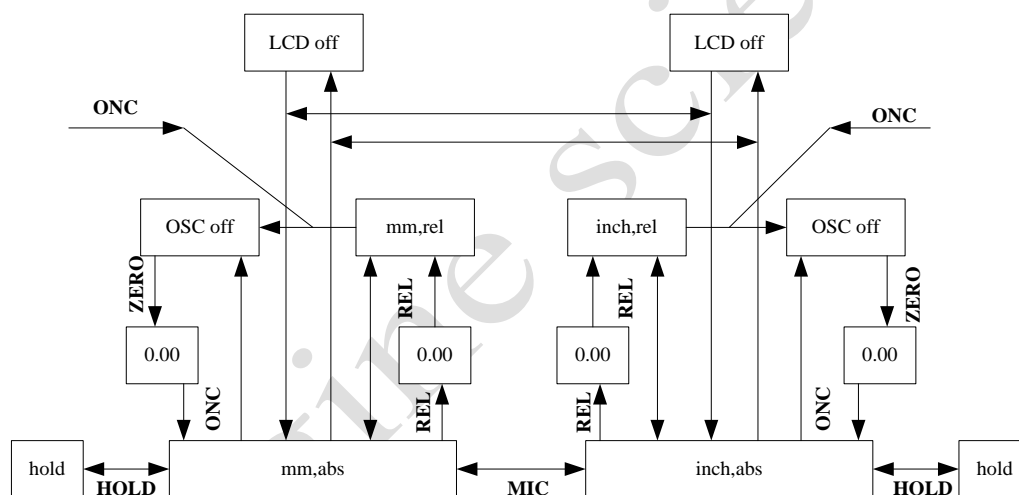 LCD off
LCD off
ONC
ONC
OSC off
mm,rel
inch,rel
OSC off
ZERO
REL
REL
ZERO
0.00
0.00
0.00
0.00
ONC
REL
REL
ONC
hold
mm,abs
inch,abs
hold
HOLD
MIC
HOLD